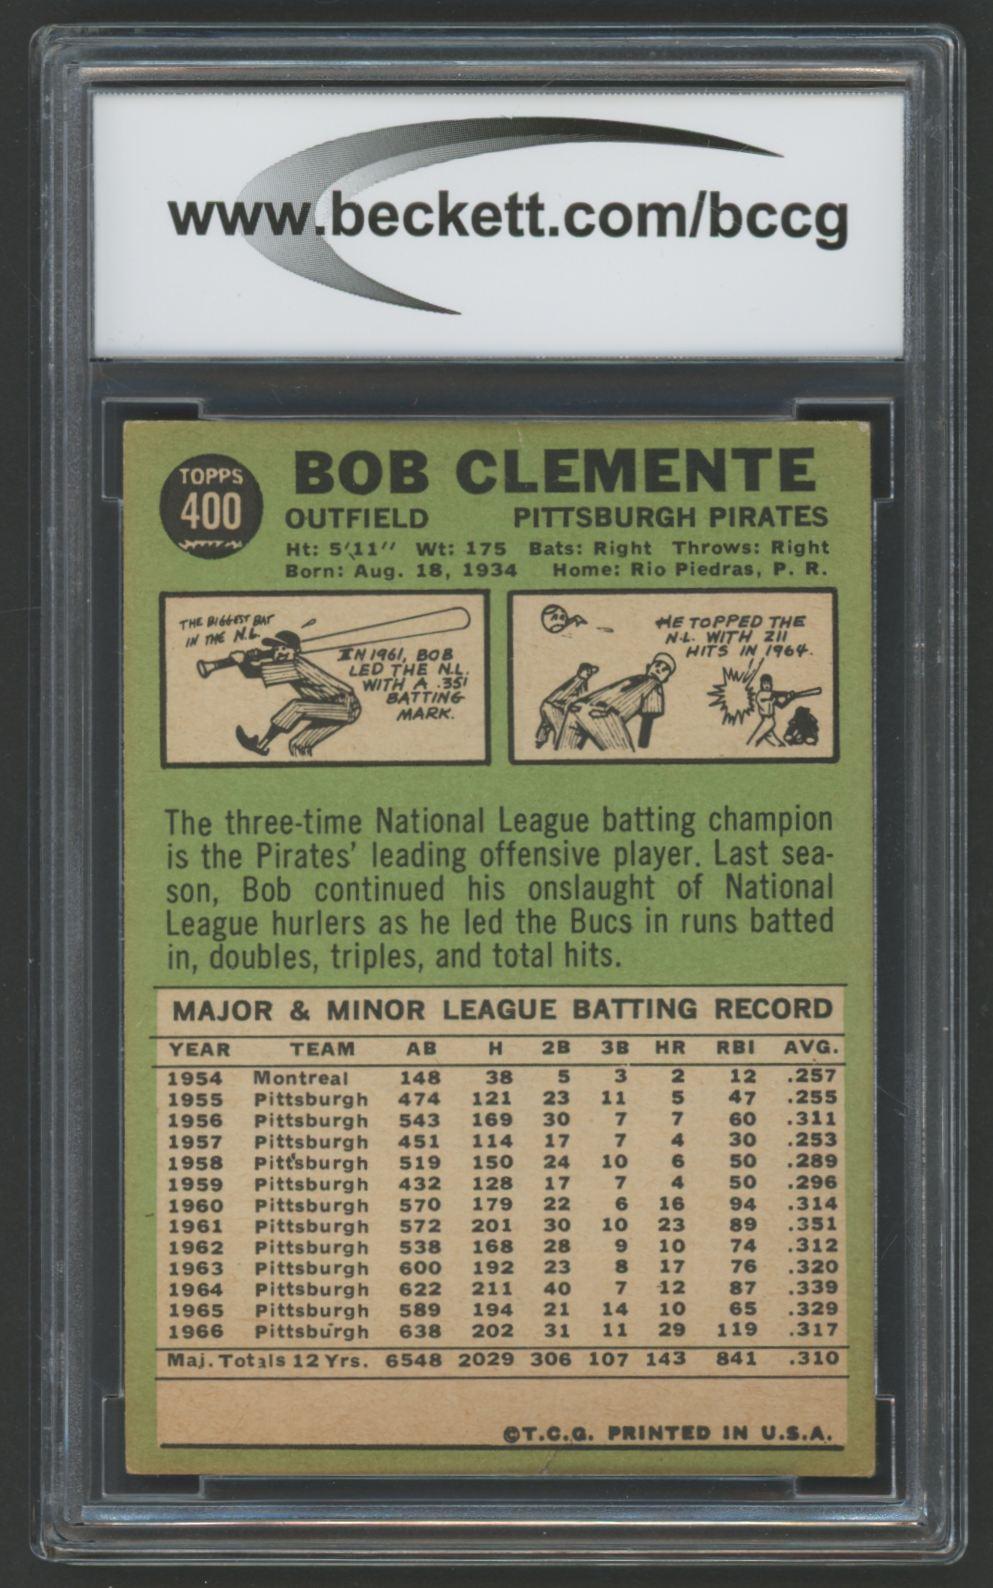 www.beckett.com/bccg
TOPPS
400
BOB CLEMENTE
OUTFIELD PITTSBURGH PIRATES
Ht: 5'11" Wt: 175 Bats: Right Throws: Right
Born: Aug. 18, 1934 Home: Rio Piedras, P. R.
THE BIGGEST BAT
IN THE N.L.
IN 1961, BOB
LED THE N.L.
WITH A .351
BATTING
MARK.
HE TOPPED THE
N.L. WITH 211
HITS IN 1964.
The three-time National League batting champion
is the Pirates' leading offensive player. Last sea-
son, Bob continued his onslaught of National
League hurlers as he led the Bucs in runs batted
in, doubles, triples, and total hits.
MAJOR & MINOR LEAGUE BATTING RECORD
YEAR TEAM AB H 2B 3B HR RBI AVG.
1954 Montreal 148 38 5 3 2 12 .257
1955 Pittsburgh 474 121 23 11 5 47 .255
1956 Pittsburgh 543 169 30 7 7 60 .311
1957 Pittsburgh 451 114 17 7 4 30 .253
1958 Pittsburgh 519 150 24 10 6 50 .289
1959 Pittsburgh 432 128 17 7 4 50 .296
1960 Pittsburgh 570 179 22 6 16 94 .314
1961 Pittsburgh 572 201 30 10 23 89 .351
1962 Pittsburgh 538 168 28 9 10 74 .312
1963 Pittsburgh 600 192 23 8 17 76 .320
1964 Pittsburgh 622 211 40 7 12 87 .339
1965 Pittsburgh 589 194 21 14 10 65 .329
1966 Pittsburgh 638 202 31 11 29 119 .317
Maj. Totals 12 Yrs. 6548 2029 306 107 143 841 .310
©T.C.G. PRINTED IN U.S.A.